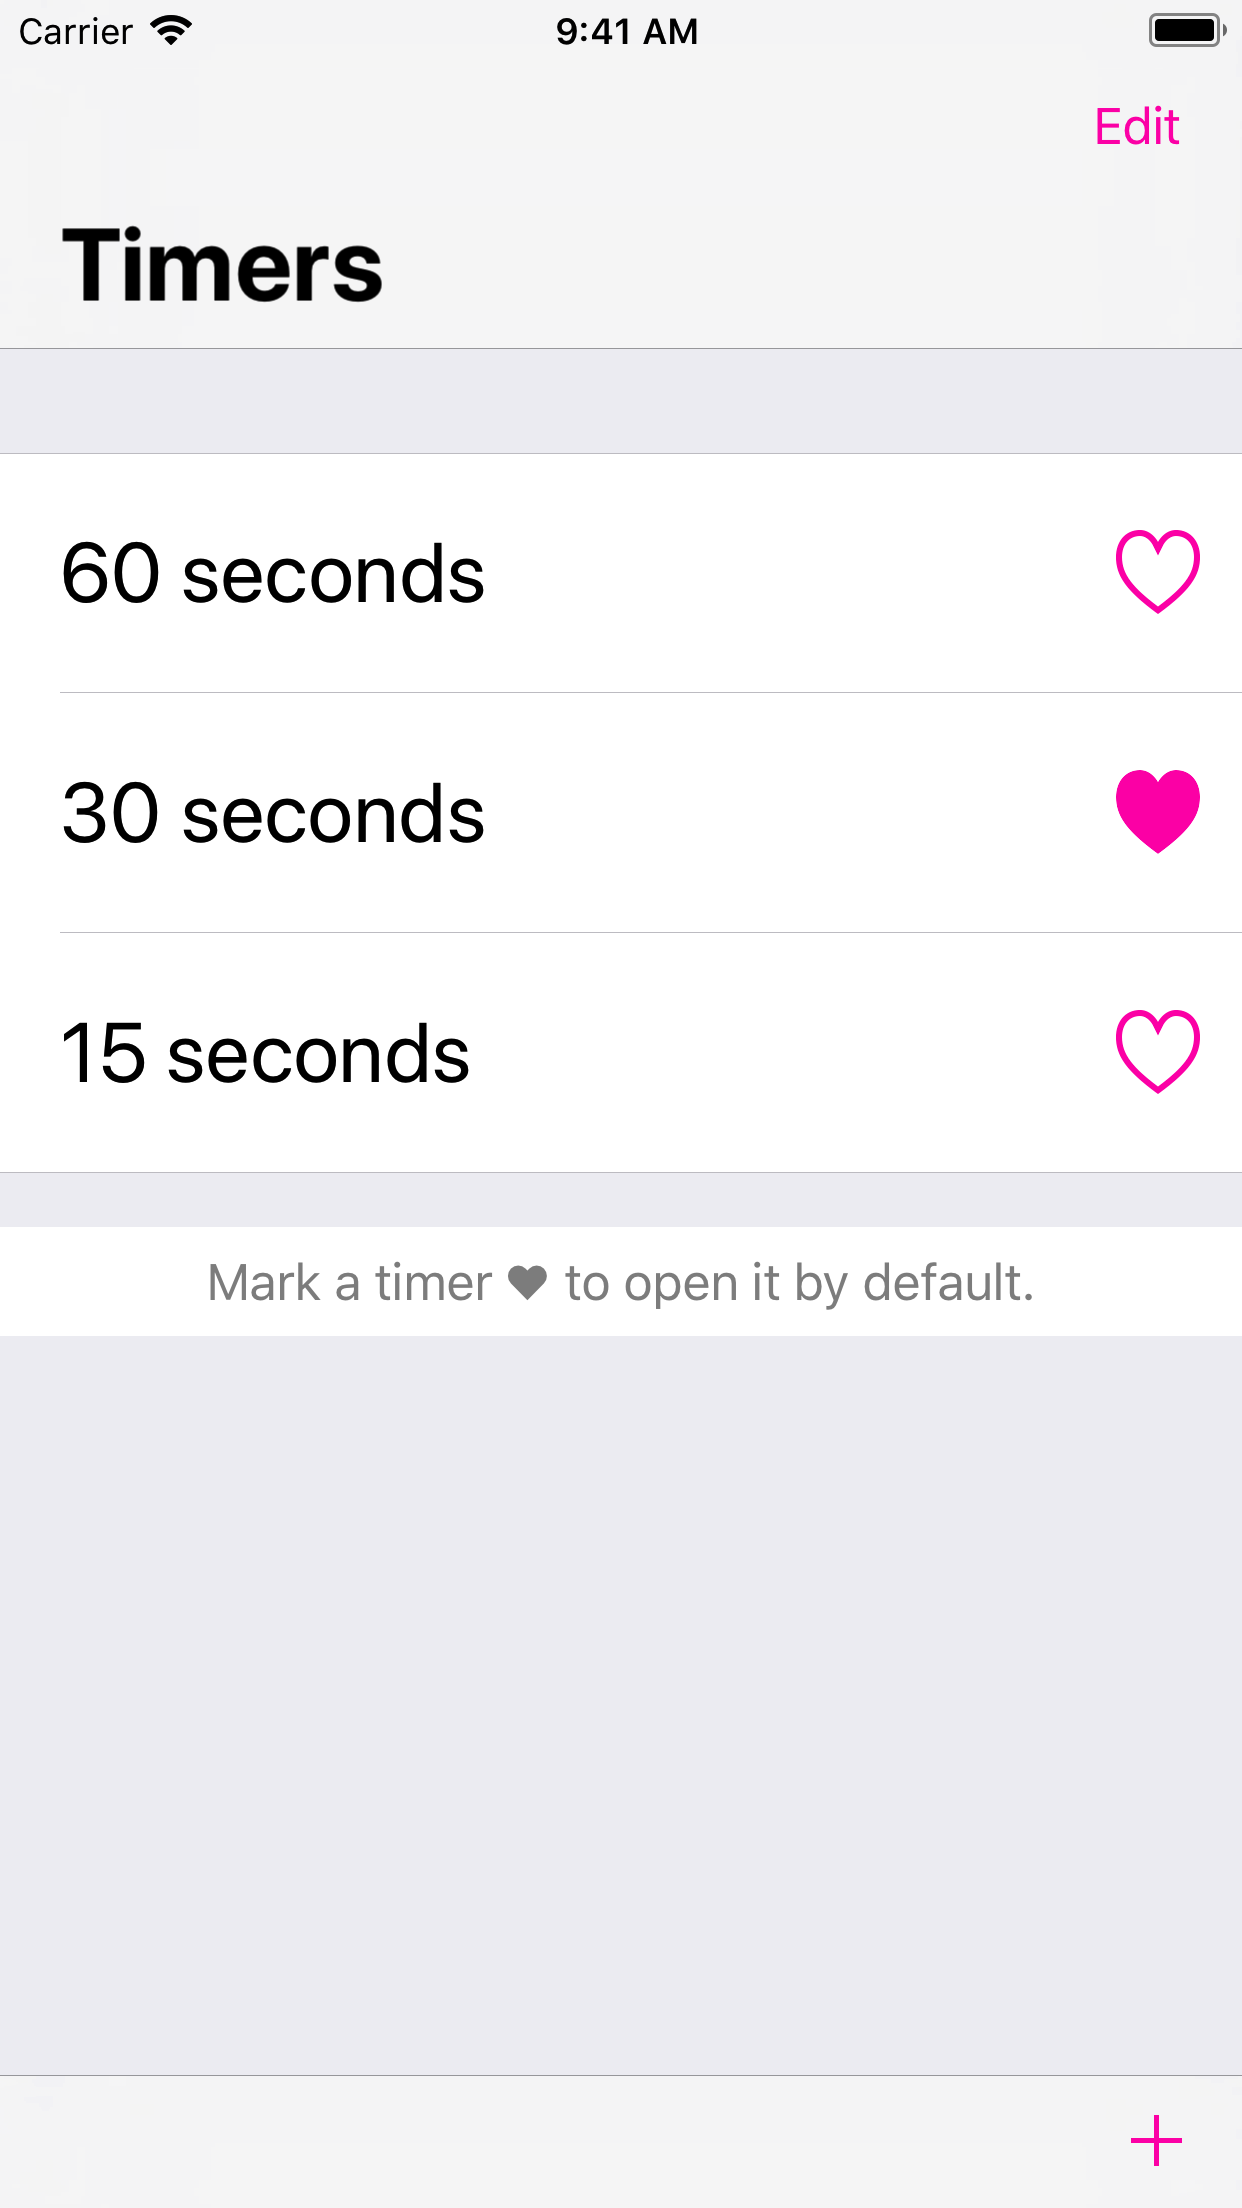 Carrier 9:41 AM
Edit
Timers
60 seconds
30 seconds
15 seconds
Mark a timer ♥ to open it by default.